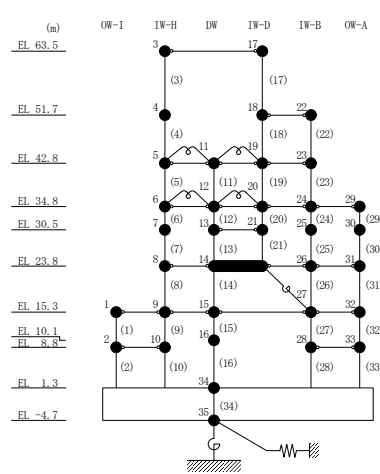 OW-I IW-H DW IW-D IW-B OW-A
(m)
EL 63.5 3 17
(3) (17)
EL 51.7 4 18 22
(4) 11 19 (18) (22)
EL 42.8 5 23
(5) 12 (11) 20 (19) (23)
EL 34.8 6 24 29
(6) (12) (20) (24) (29)
EL 30.5 7 13 21 25 30
(7) (13) (21) (25) (30)
EL 23.8 8 14 26 31
(8) (14) (26) (31)
27
EL 15.3 1 9 15 32
(1) (9) (15) (27) (32)
EL 10.1 16
EL 8.8 2 10 28 33
(2) (10) (16) (28) (33)
EL 1.3 34
(34)
EL -4.7 35